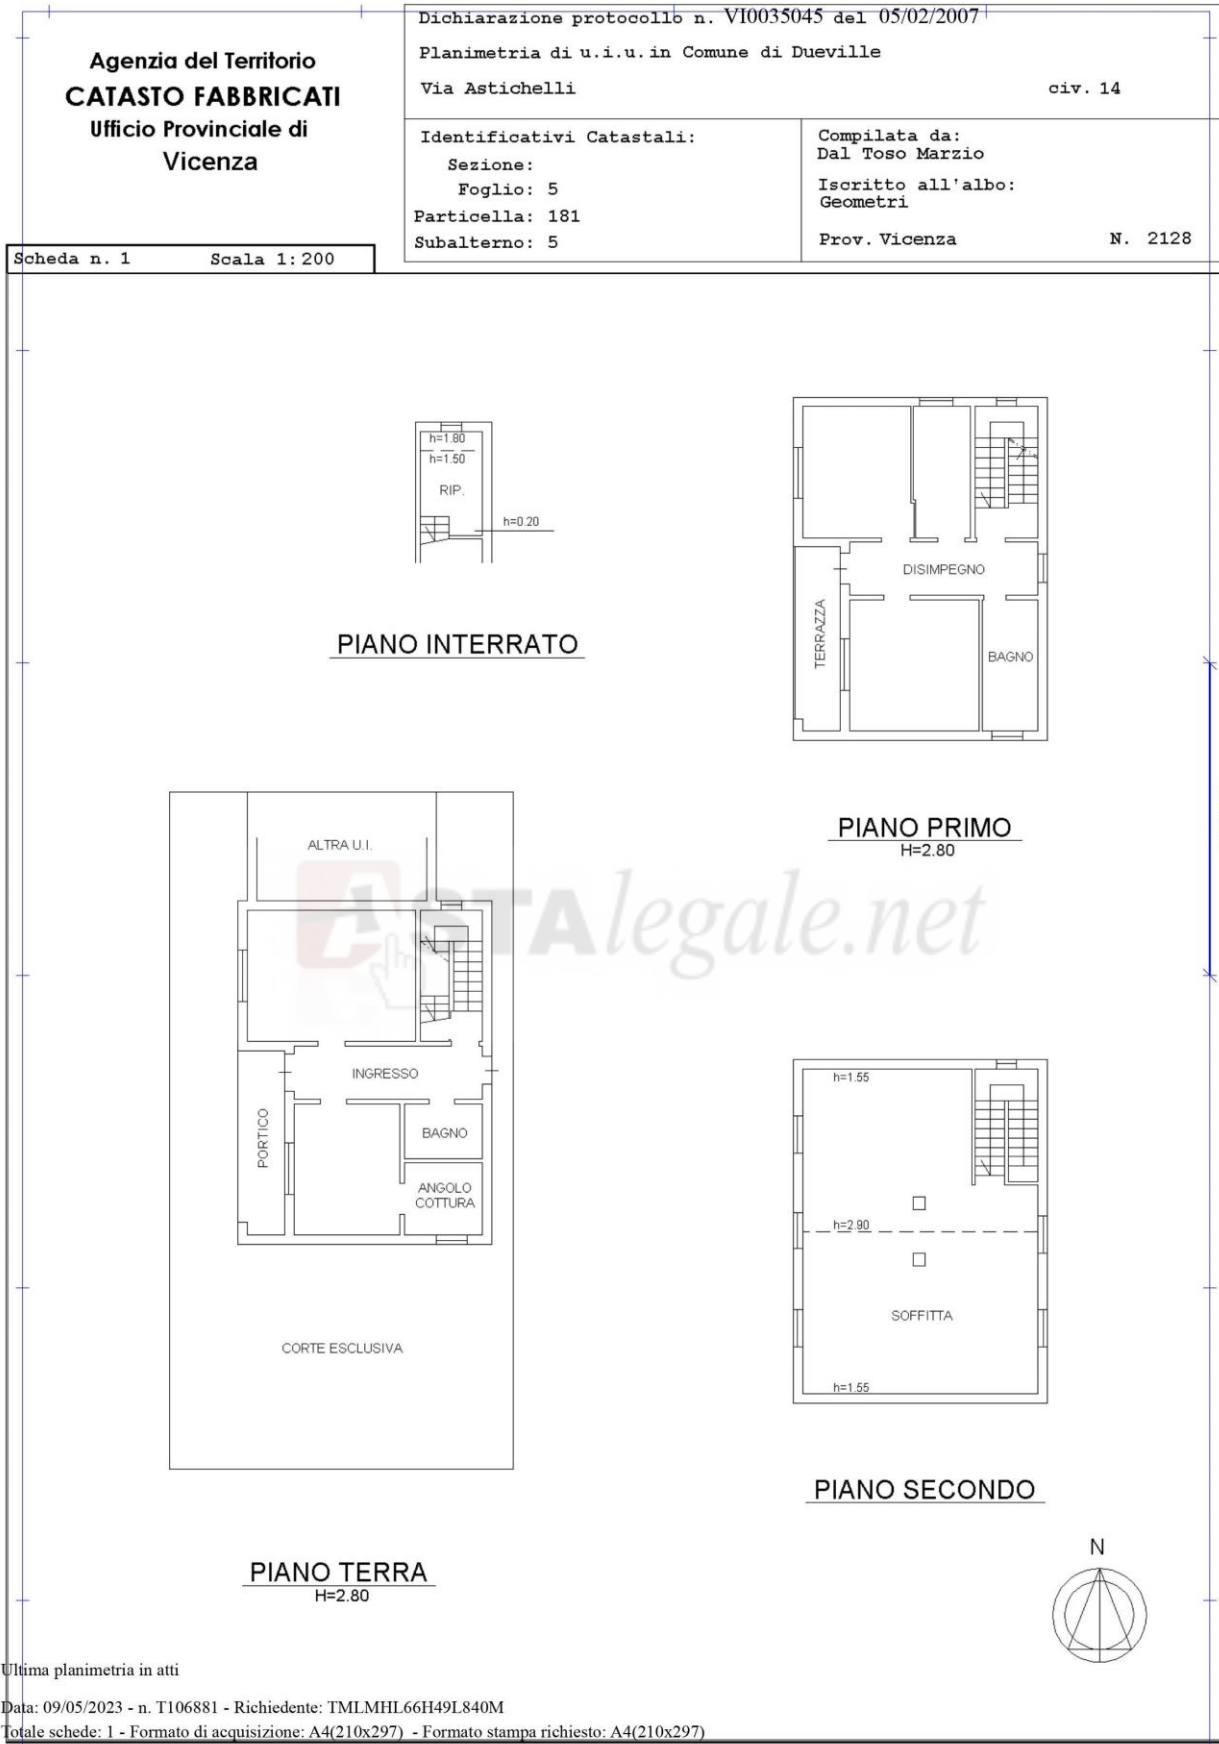 Agenzia del Territorio
CATASTO FABBRICATI
Ufficio Provinciale di
Vicenza
Dichiarazione protocollo n. VI0035045 del 05/02/2007
Planimetria di u.i.u. in Comune di Dueville
Via Astichelli civ. 14
Identificativi Catastali:
Sezione:
Foglio: 5
Particella: 181
Subalterno: 5
Compilata da:
Dal Toso Marzio
Iscritto all'albo:
Geometri
Prov. Vicenza N. 2128
Scheda n. 1 Scala 1:200
h=1.80
h=1.50
RIP.
h=0.20
PIANO INTERRATO
DISIMPEGNO
TERRAZZA
BAGNO
PIANO PRIMO
H=2.80
ALTRA U.I.
ASTAlegale.net
INGRESSO
PORTICO
BAGNO
ANGOLO
COTTURA
CORTE ESCLUSIVA
PIANO TERRA
H=2.80
h=1.55
h=2.90
SOFFITTA
h=1.55
PIANO SECONDO
N
Ultima planimetria in atti
Data: 09/05/2023 - n. T106881 - Richiedente: TMLMHL66H49L840M
Totale schede: 1 - Formato di acquisizione: A4(210x297) - Formato stampa richiesto: A4(210x297)